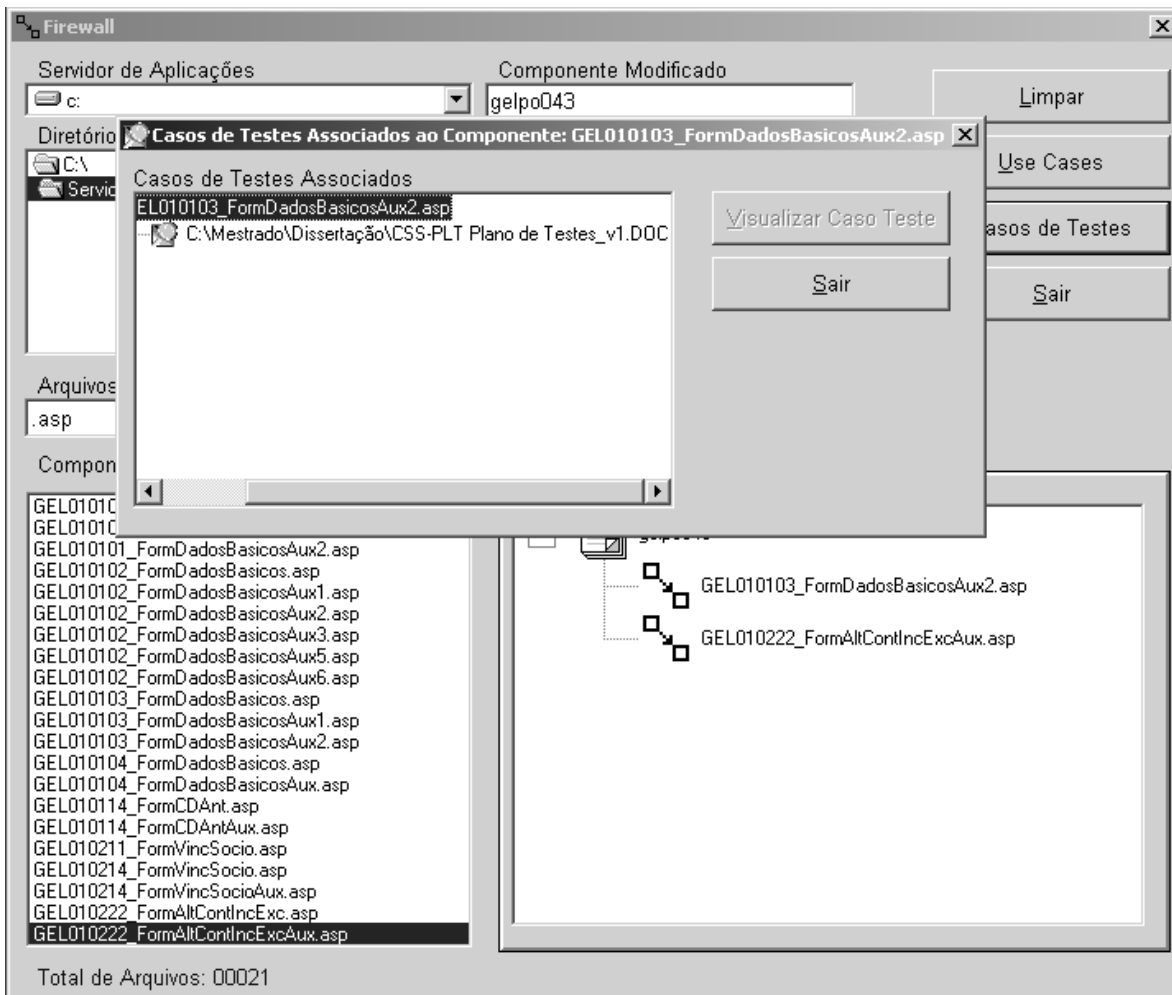 Firewall
Servidor de Aplicações
Componente Modificado
c:
gelpo043
Limpar
Diretório
Casos de Testes Associados ao Componente: GEL010103_FormDadosBasicosAux2.asp
C:\
Servic
Use Cases
Casos de Testes Associados
EL010103_FormDadosBasicosAux2.asp
C:\Mestrado\Dissertação\CSS-PLT Plano de Testes_v1.DOC
Visualizar Caso Teste
asos de Testes
Sair
Sair
Arquivos
.asp
Compon
GEL01010
GEL01010
GEL010101_FormDadosBasicosAux2.asp
GEL010102_FormDadosBasicos.asp
GEL010102_FormDadosBasicosAux1.asp
GEL010102_FormDadosBasicosAux2.asp
GEL010102_FormDadosBasicosAux3.asp
GEL010102_FormDadosBasicosAux5.asp
GEL010102_FormDadosBasicosAux6.asp
GEL010103_FormDadosBasicos.asp
GEL010103_FormDadosBasicosAux1.asp
GEL010103_FormDadosBasicosAux2.asp
GEL010104_FormDadosBasicos.asp
GEL010104_FormDadosBasicosAux.asp
GEL010114_FormCDAnt.asp
GEL010114_FormCDAntAux.asp
GEL010211_FormVincSocio.asp
GEL010214_FormVincSocio.asp
GEL010214_FormVincSocioAux.asp
GEL010222_FormAltContIncExc.asp
GEL010222_FormAltContIncExcAux.asp
GEL010103_FormDadosBasicosAux2.asp
GEL010222_FormAltContIncExcAux.asp
Total de Arquivos: 00021